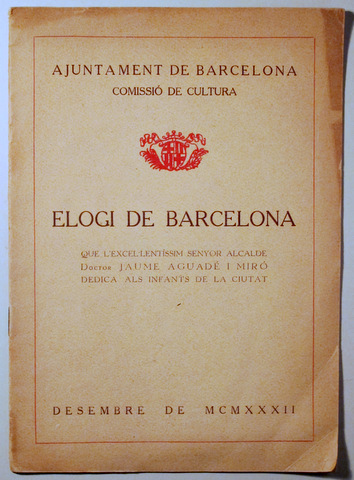 AJUNTAMENT DE BARCELONA
COMISSIÓ DE CULTURA
ELOGI DE BARCELONA
QUE L'EXCEL·LENTÍSSIM SENYOR ALCALDE
Doctor JAUME AGUADÉ I MIRÓ
DEDICA ALS INFANTS DE LA CIUTAT
DESEMBRE DE MCMXXXII